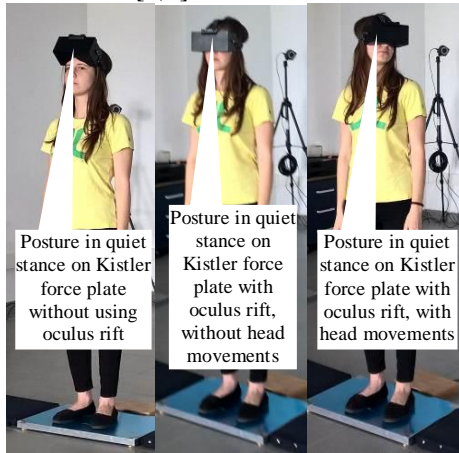 Posture in quiet
stance on Kistler
force plate
without using
oculus rift
Posture in quiet
stance on
Kistler force
plate with
oculus rift,
without head
movements
Posture in quiet
stance on Kistler
force plate with
oculus rift, with
head movements